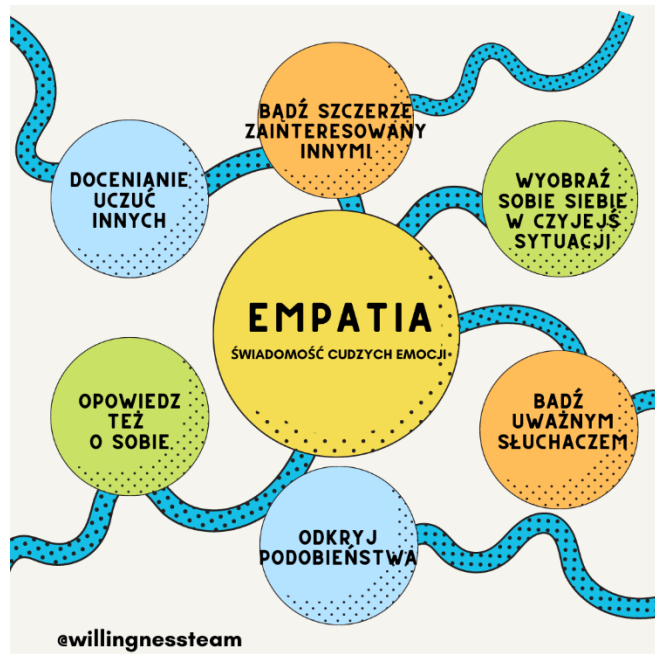 BĄDŹ SZCZERZE
ZAINTERESOWANY
INNYMI
DOCENIANIE
UCZUĆ
INNYCH
WYOBRAŹ
SOBIE SIEBIE
W CZYJEJŚ
SYTUACJI
EMPATIA
ŚWIADOMOŚĆ CUDZYCH EMOCJI
OPOWIEDZ
TEŻ
O SOBIE
BADŹ
UWAŻNYM
SŁUCHACZEM
ODKRYJ
PODOBIEŃSTWA
@willingnessteam